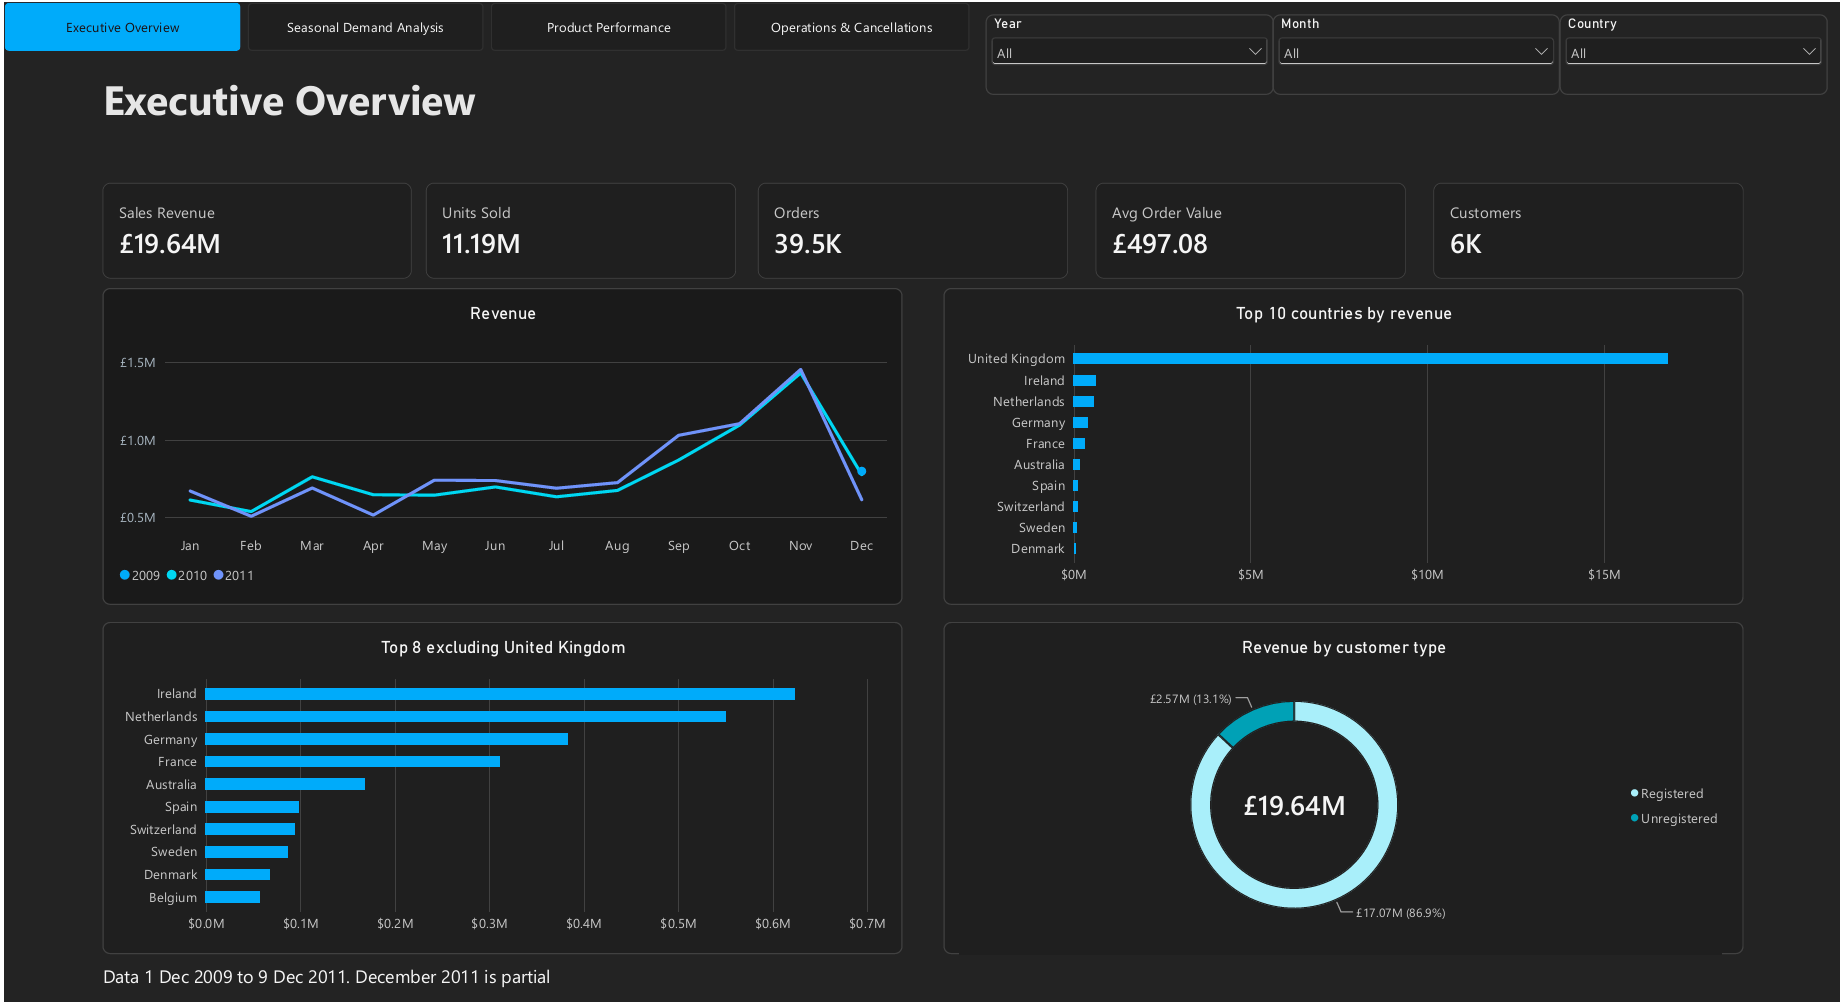 Executive Overview
Seasonal Demand Analysis
Product Performance
Operations & Cancellations
Year
All
Month
All
Country
All
Executive Overview
Sales Revenue
£19.64M
Units Sold
11.19M
Orders
39.5K
Avg Order Value
£497.08
Customers
6K
Revenue
£1.5M
£1.0M
£0.5M
Jan Feb Mar Apr May Jun Jul Aug Sep Oct Nov Dec
2009 2010 2011
Top 10 countries by revenue
United Kingdom
Ireland
Netherlands
Germany
France
Australia
Spain
Switzerland
Sweden
Denmark
$0M $5M $10M $15M
Top 8 excluding United Kingdom
Ireland
Netherlands
Germany
France
Australia
Spain
Switzerland
Sweden
Denmark
Belgium
$0.0M $0.1M $0.2M $0.3M $0.4M $0.5M $0.6M $0.7M
Revenue by customer type
£2.57M (13.1%)
£19.64M
£17.07M (86.9%)
Registered
Unregistered
Data 1 Dec 2009 to 9 Dec 2011. December 2011 is partial